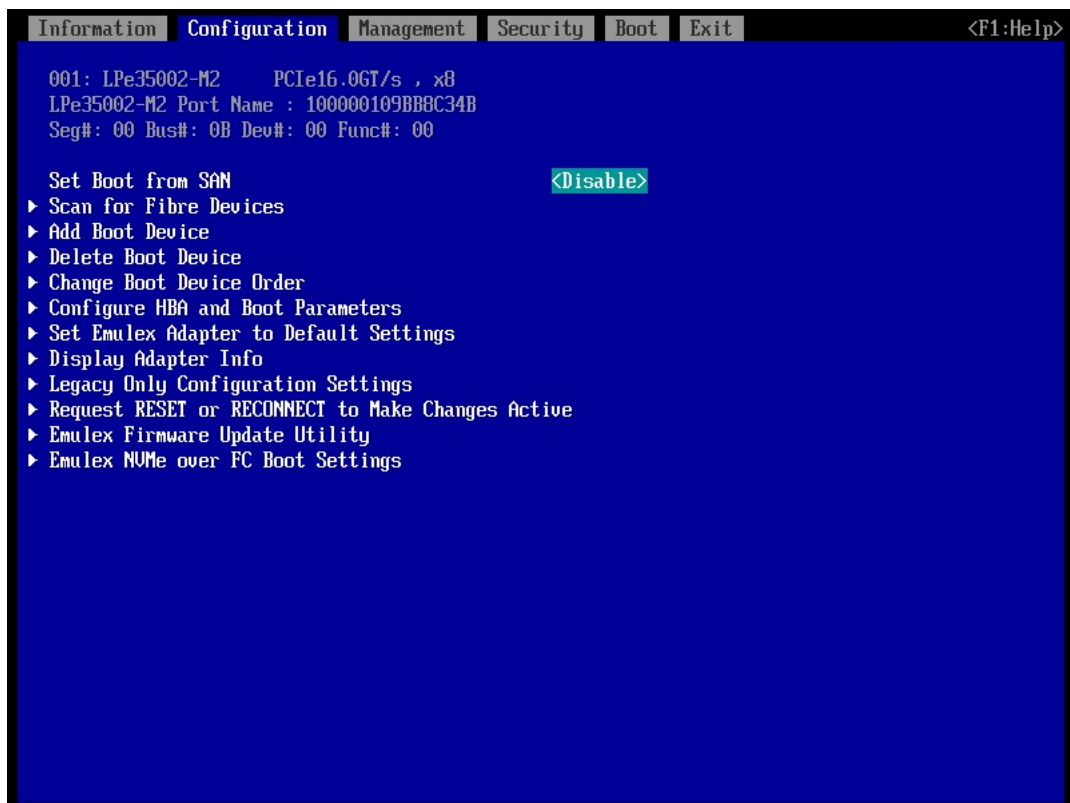 Information Configuration Management Security Boot Exit <F1:Help>
001: LPe35002-M2 PCIe16.0GT/s , x8
LPe35002-M2 Port Name : 100000109BB8C34B
Seg#: 00 Bus#: 0B Dev#: 00 Func#: 00
Set Boot from SAN <Disable>
Scan for Fibre Devices
Add Boot Device
Delete Boot Device
Change Boot Device Order
Configure HBA and Boot Parameters
Set Emulex Adapter to Default Settings
Display Adapter Info
Legacy Only Configuration Settings
Request RESET or RECONNECT to Make Changes Active
Emulex Firmware Update Utility
Emulex NVMe over FC Boot Settings